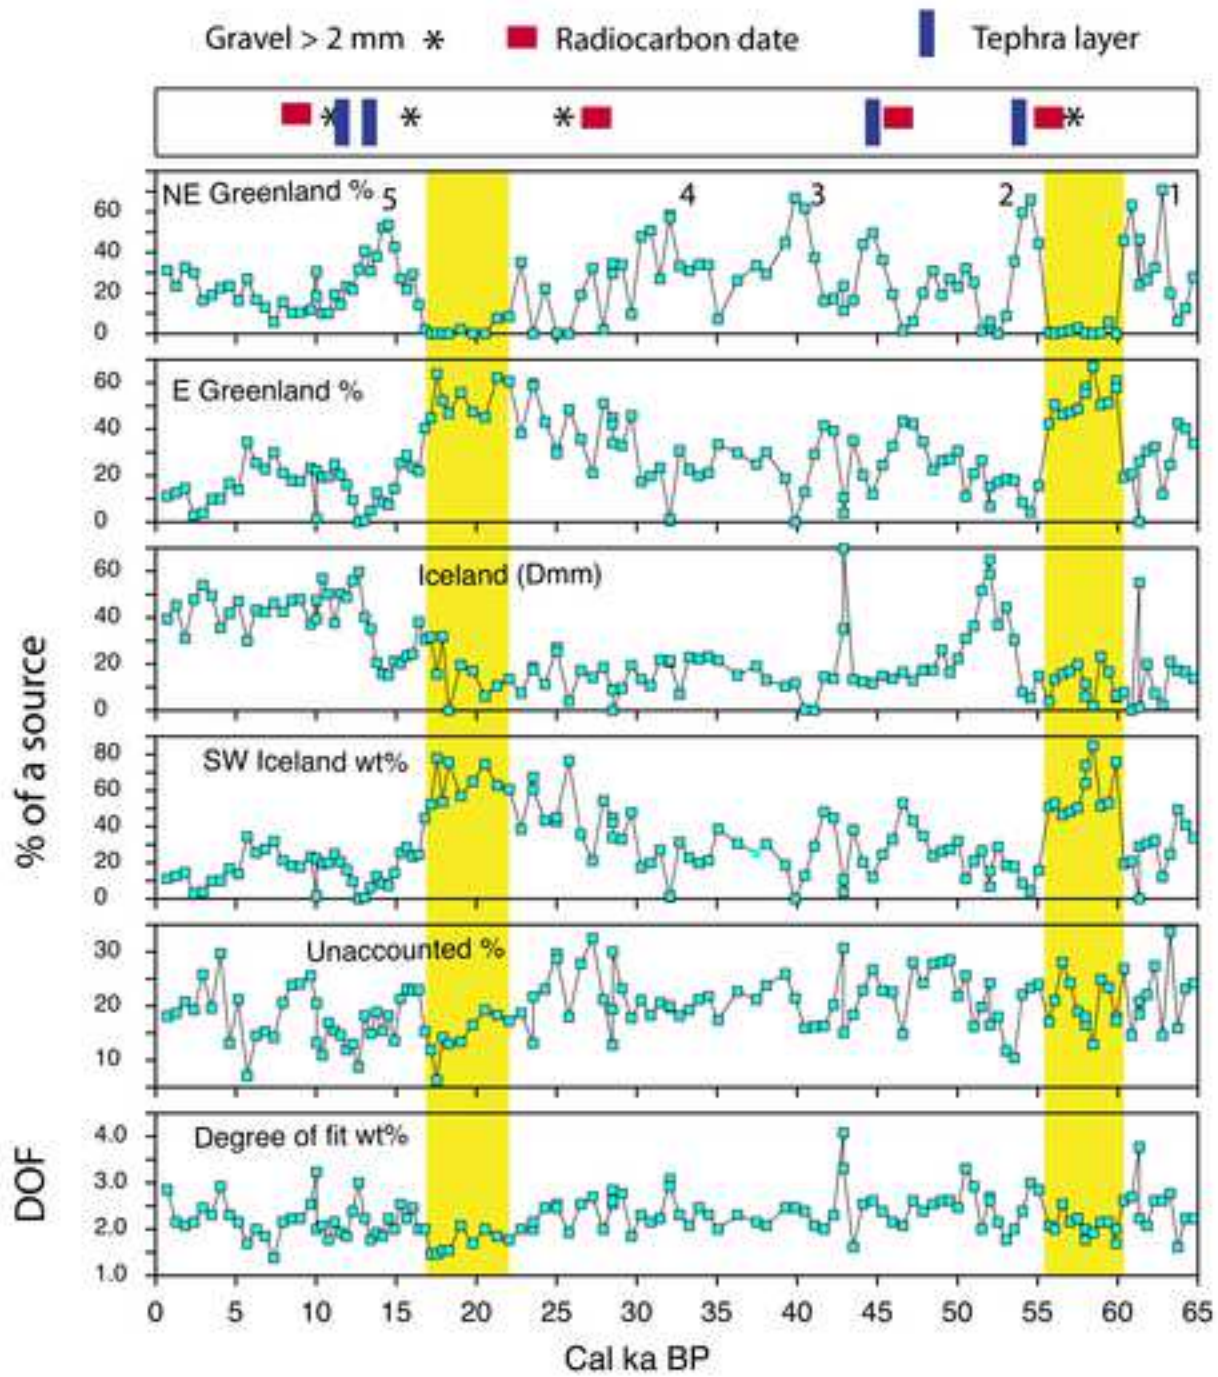 Gravel > 2 mm * Radiocarbon date Tephra layer
* * * *
NE Greenland % 5 4 3 2 1
60
40
20
0
E Greenland %
60
40
20
0
Iceland (Dmm)
60
40
20
0
SW Iceland wt%
80
60
40
20
0
Unaccounted %
30
20
10
Degree of fit wt%
4.0
3.0
2.0
1.0
% of a source
DOF
0 5 10 15 20 25 30 35 40 45 50 55 60 65
Cal ka BP